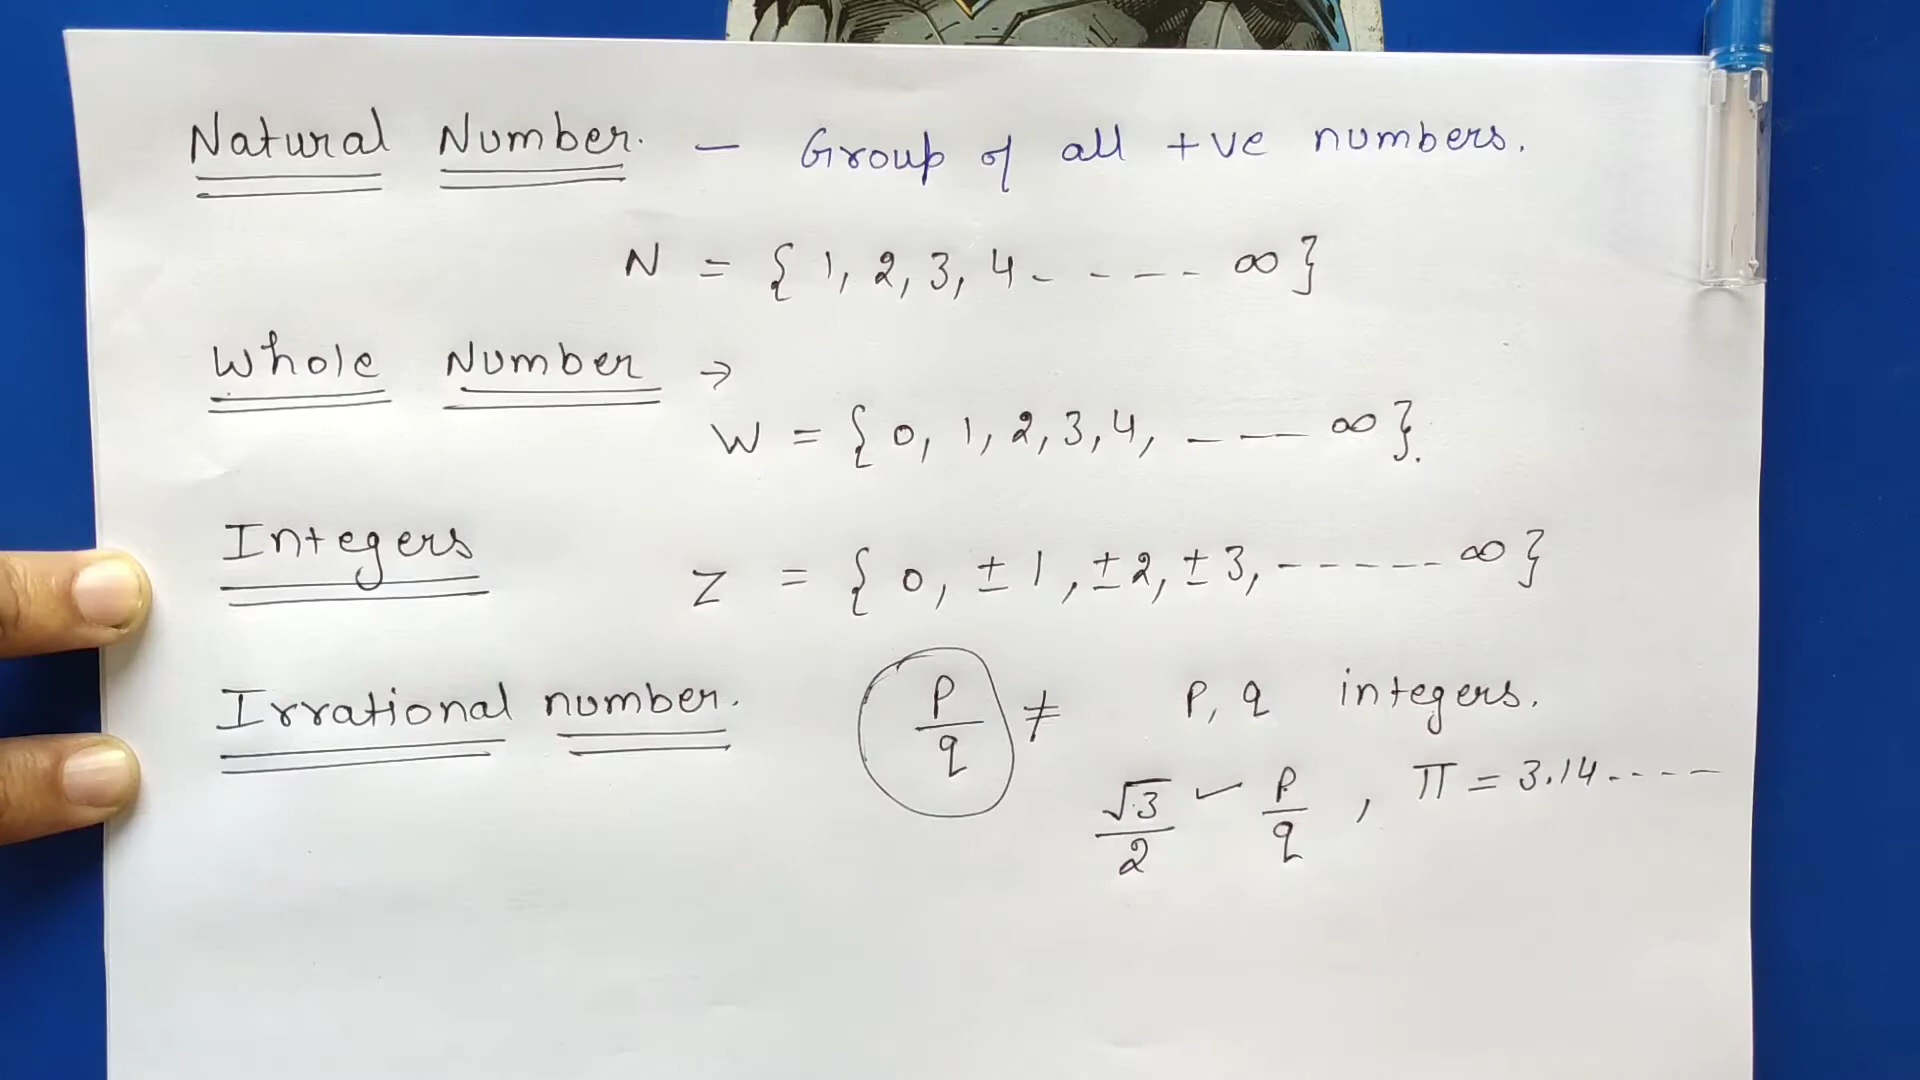 Natural Number. — Group of all +ve numbers.
N = { 1, 2, 3, 4 - - - - - ∞ }
Whole Number →
W = { 0, 1, 2, 3, 4, - - - ∞ }.
Integers Z = { 0, ± 1, ± 2, ± 3, - - - - - - ∞ }
Irrational number. P/q ≠ P, q integers.
√3/2 ✓ P/q , π = 3.14 - - - -